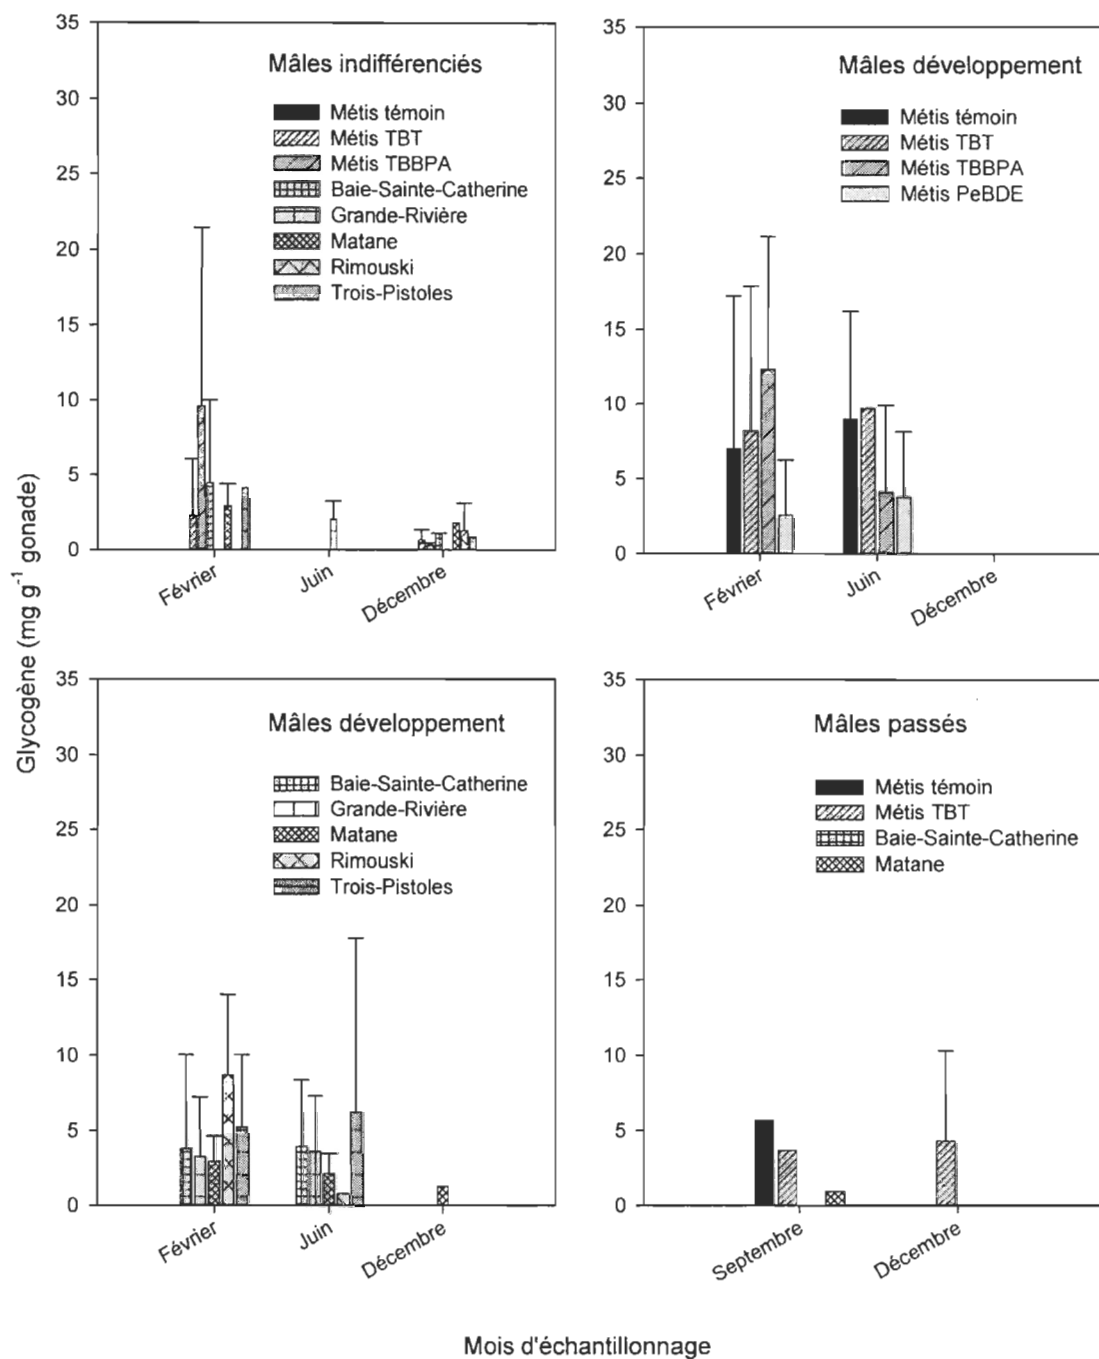 Glycogène (mg g⁻¹ gonade)
35
30
25
20
15
10
5
0
Mâles indifférenciés
Métis témoin
Métis TBT
Métis TBBPA
Baie-Sainte-Catherine
Grande-Rivière
Matane
Rimouski
Trois-Pistoles
Février
Juin
Décembre
35
30
25
20
15
10
5
0
Mâles développement
Métis témoin
Métis TBT
Métis TBBPA
Métis PeBDE
Février
Juin
Décembre
35
30
25
20
15
10
5
0
Mâles développement
Baie-Sainte-Catherine
Grande-Rivière
Matane
Rimouski
Trois-Pistoles
Février
Juin
Décembre
35
30
25
20
15
10
5
0
Mâles passés
Métis témoin
Métis TBT
Baie-Sainte-Catherine
Matane
Septembre
Décembre
Mois d'échantillonnage